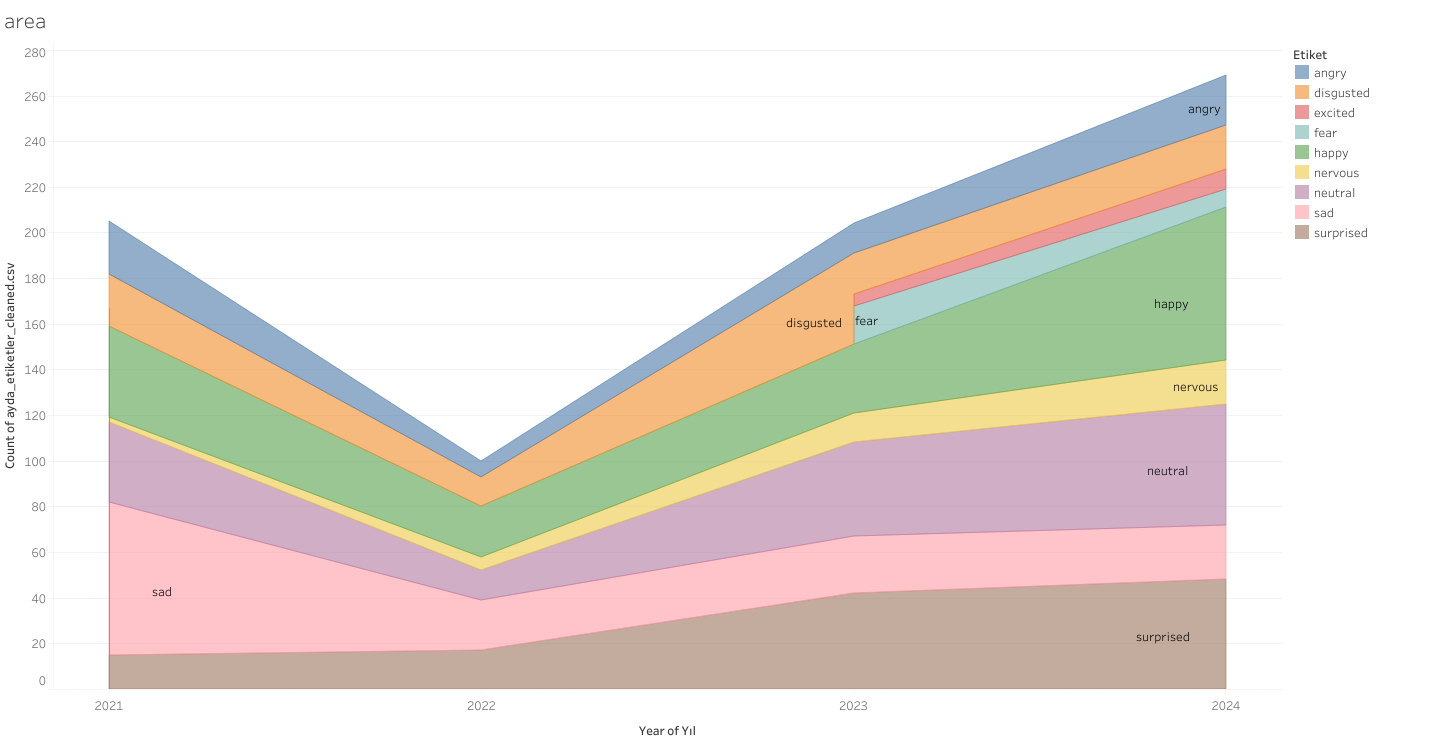 area
280
260
240
220
200
180
160
140
120
100
80
60
40
20
0
Count of ayda_etiketler_cleaned.csv
angry
disgusted
fear
happy
nervous
neutral
sad
surprised
2021
2022
2023
2024
Year of Yıl
Etiket
angry
disgusted
excited
fear
happy
nervous
neutral
sad
surprised